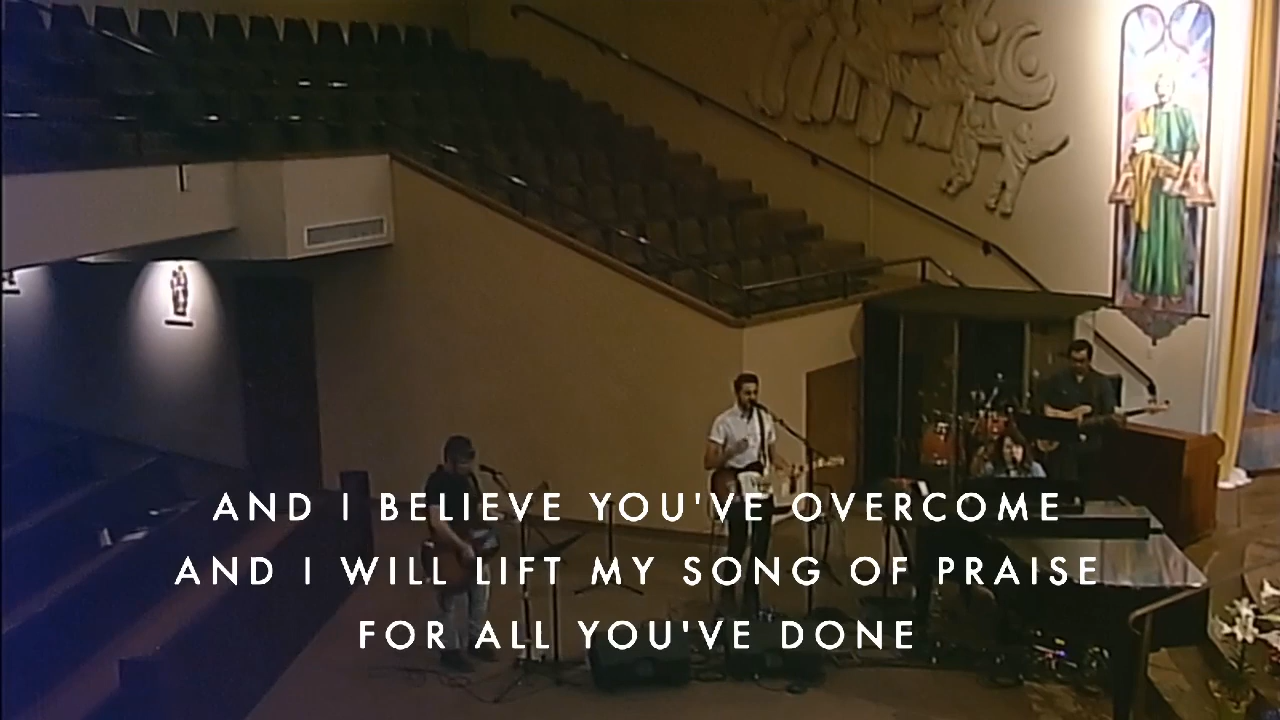 AND I BELIEVE YOU'VE OVERCOME
AND I WILL LIFT MY SONG OF PRAISE
FOR ALL YOU'VE DONE